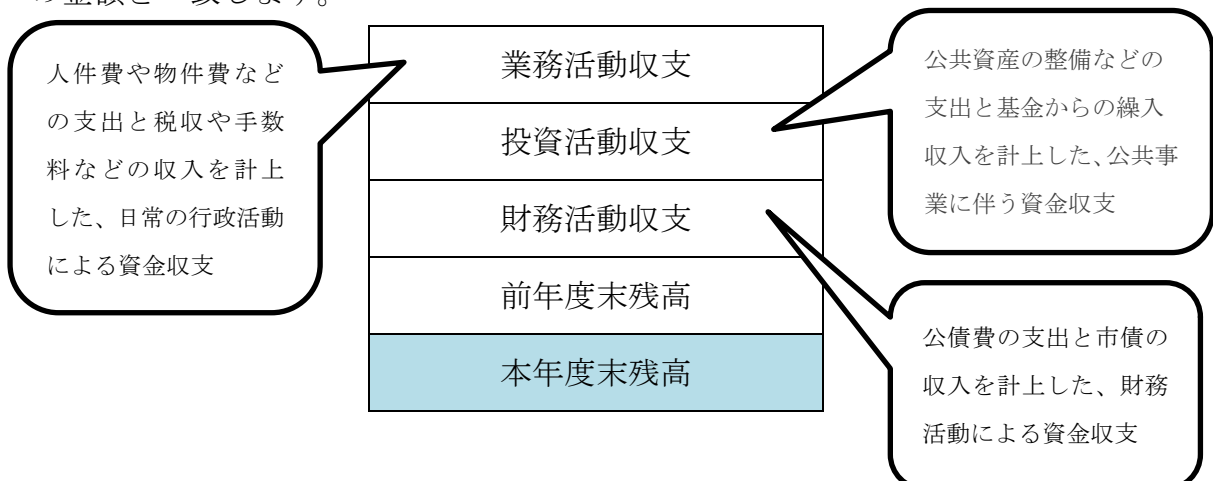 の金額と一致します。
人件費や物件費など
の支出と税収や手数
料などの収入を計上
した、日常の行政活動
による資金収支
業務活動収支
投資活動収支
財務活動収支
前年度末残高
本年度末残高
公共資産の整備などの
支出と基金からの繰入
収入を計上した、公共事
業に伴う資金収支
公債費の支出と市債の
収入を計上した、財務
活動による資金収支